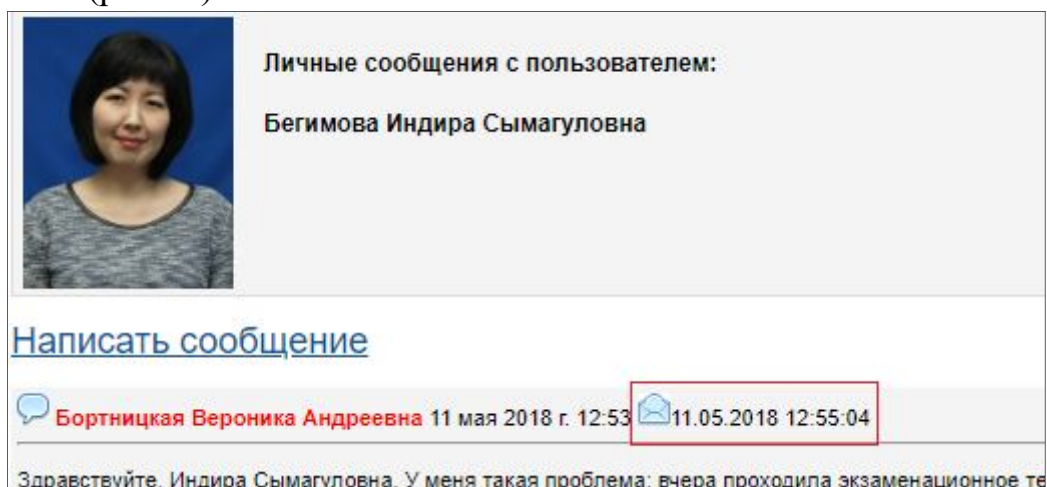 Личные сообщения с пользователем:
Бегимова Индира Сымагуловна
Написать сообщение
Бортницкая Вероника Андреевна 11 мая 2018 г. 12:53 11.05.2018 12:55:04
Здравствуйте, Индира Сымагуловна. У меня такая проблема: вчера проходила экзаменационное те